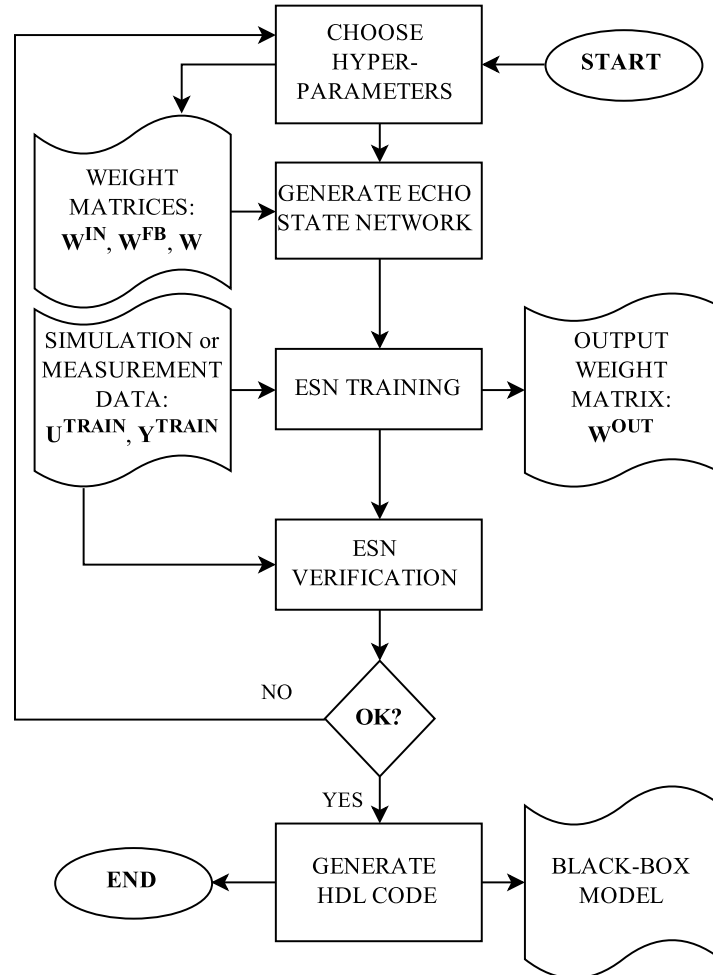 CHOOSE
HYPER-
PARAMETERS
START
WEIGHT
MATRICES:
W^IN, W^FB, W
GENERATE ECHO
STATE NETWORK
SIMULATION or
MEASUREMENT
DATA:
U^TRAIN, Y^TRAIN
ESN TRAINING
OUTPUT
WEIGHT
MATRIX:
W^OUT
ESN
VERIFICATION
NO
OK?
YES
END
GENERATE
HDL CODE
BLACK-BOX
MODEL